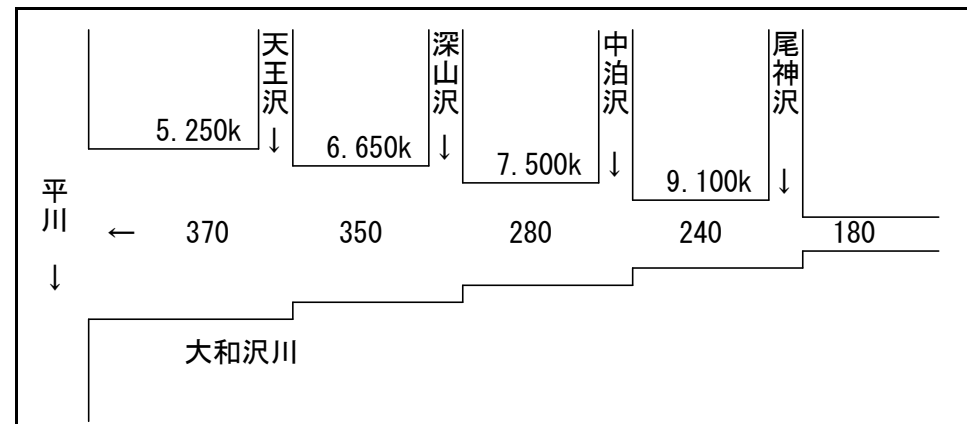 天王沢
↓
深山沢
↓
中泊沢
↓
尾神沢
↓
5.250k
6.650k
7.500k
9.100k
平川
↓
← 370 350 280 240 180
大和沢川